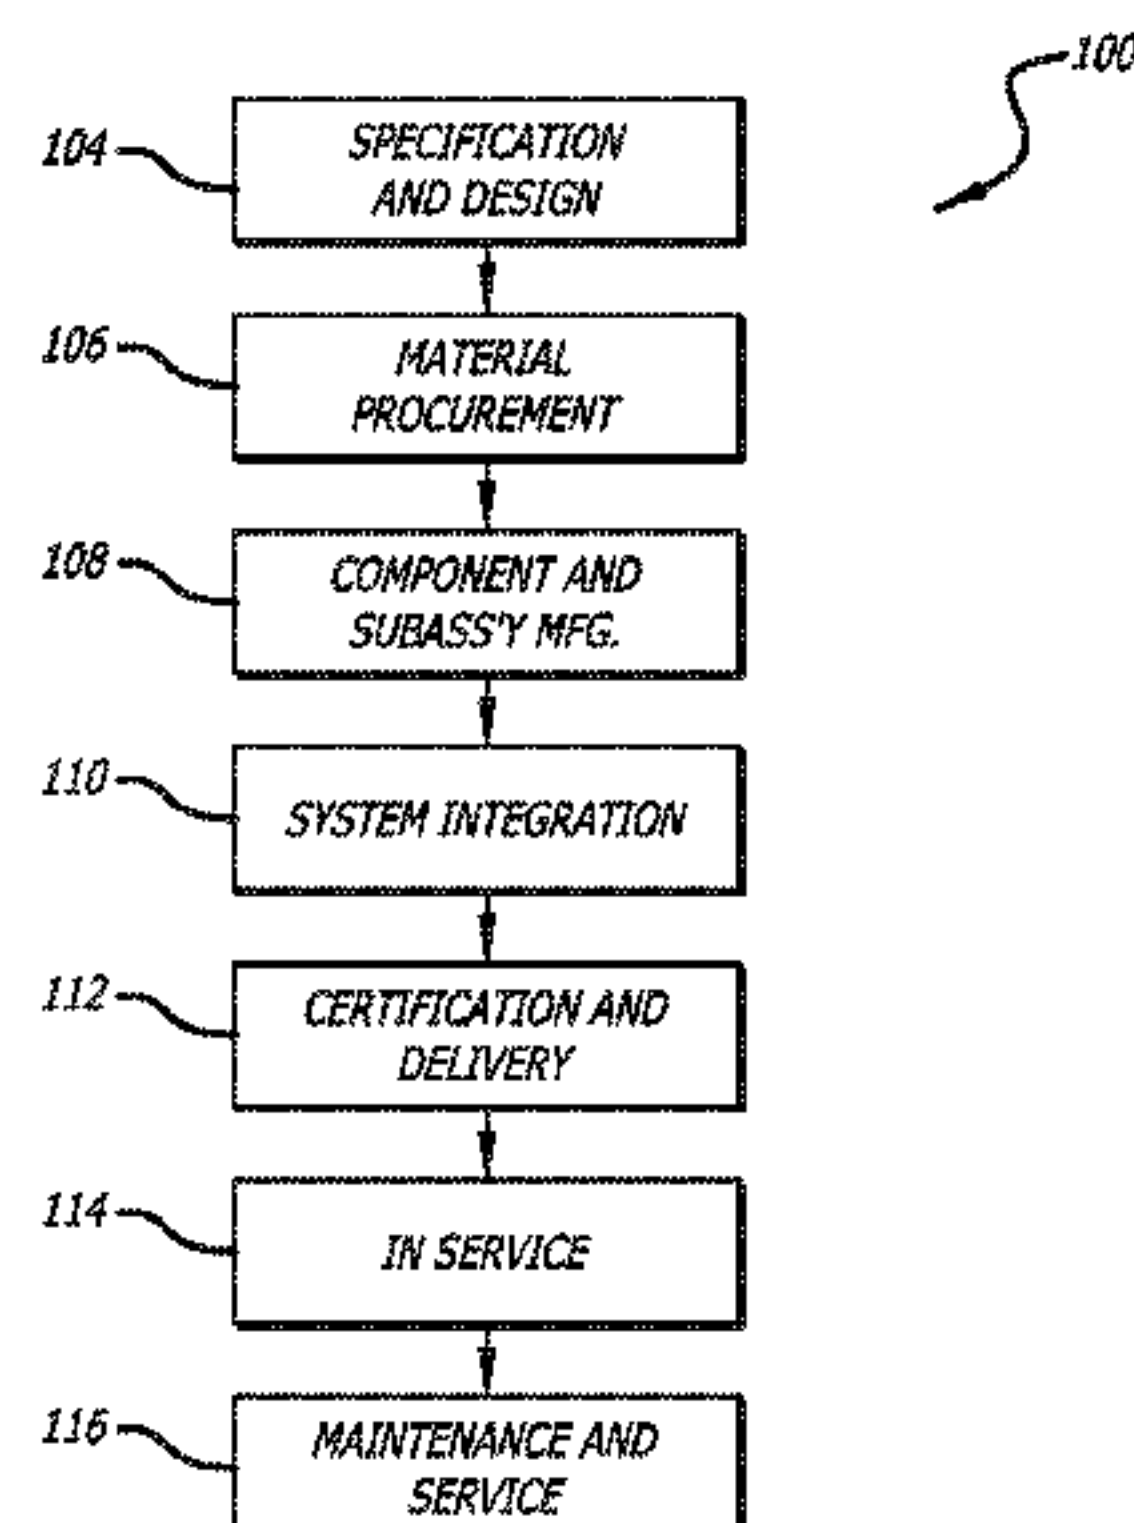 100
104
SPECIFICATION
AND DESIGN
106
MATERIAL
PROCUREMENT
108
COMPONENT AND
SUBASS'Y MFG.
110
SYSTEM INTEGRATION
112
CERTIFICATION AND
DELIVERY
114
IN SERVICE
116
MAINTENANCE AND
SERVICE